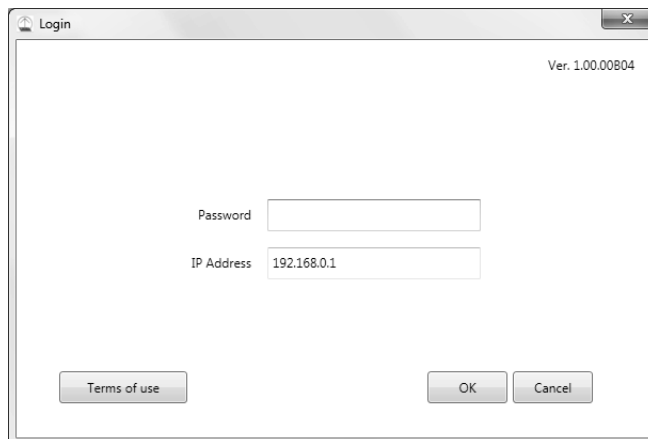 Login
Ver. 1.00.00B04
Password
IP Address 192.168.0.1
Terms of use OK Cancel